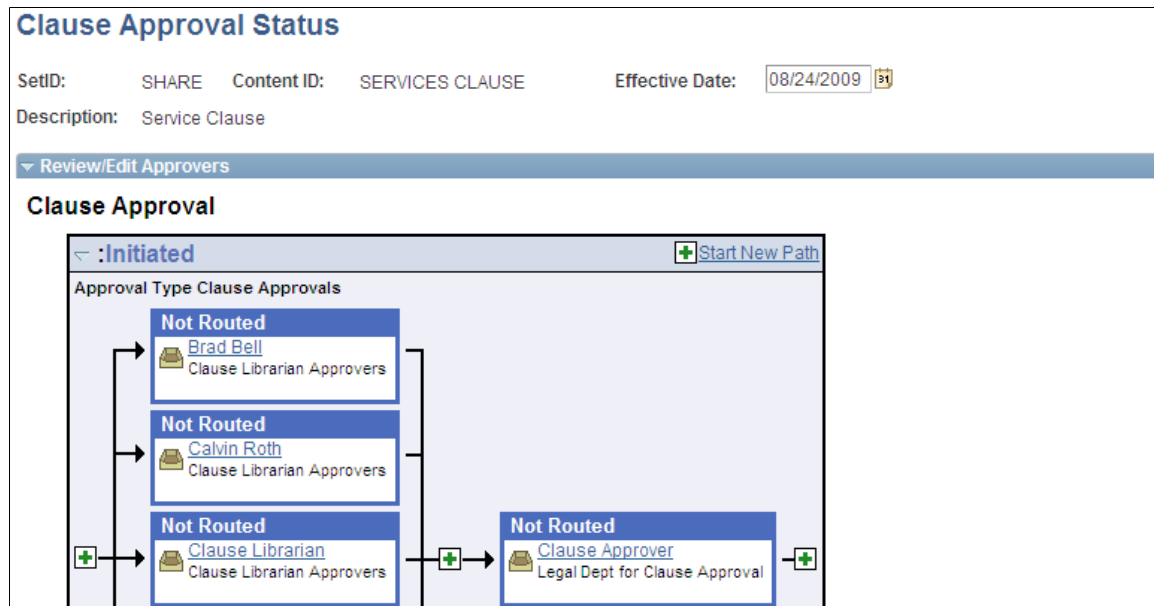 Clause Approval Status
SetID: SHARE Content ID: SERVICES CLAUSE Effective Date: 08/24/2009 31
Description: Service Clause
Review/Edit Approvers
Clause Approval
:Initiated Start New Path
Approval Type Clause Approvals
Not Routed
Brad Bell
Clause Librarian Approvers
Not Routed
Calvin Roth
Clause Librarian Approvers
Not Routed
Clause Librarian
Clause Librarian Approvers
Not Routed
Clause Approver
Legal Dept for Clause Approval